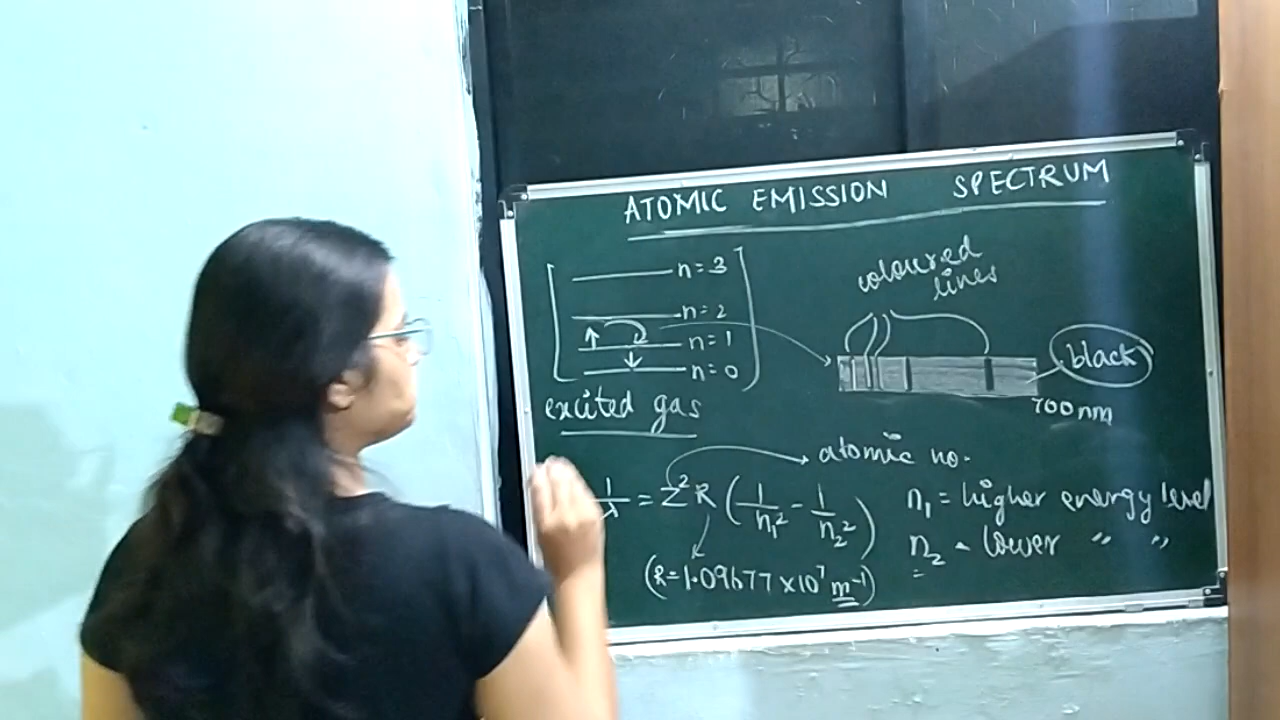 ATOMIC EMISSION SPECTRUM
n=3
n=2
n=1
n=0
excited gas
coloured
lines
black
700nm
atomic no.
1/λ = Z²R (1/n₁² - 1/n₂²)
(R=1.09677×10⁷ m⁻¹)
n₁ = higher energy level
n₂ - lower " "